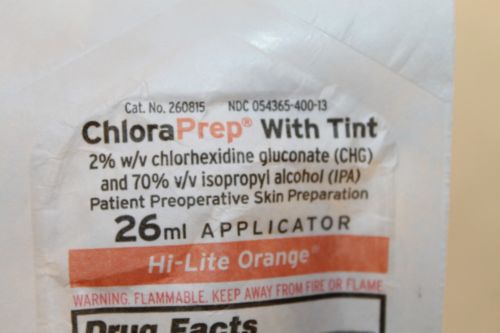 Cat. No. 260815 NDC 054365-400-13
ChloraPrep® With Tint
2% w/v chlorhexidine gluconate (CHG)
and 70% v/v isopropyl alcohol (IPA)
Patient Preoperative Skin Preparation
26ml APPLICATOR
Hi-Lite Orange®
WARNING. FLAMMABLE. KEEP AWAY FROM FIRE OR FLAME
Drug Facts